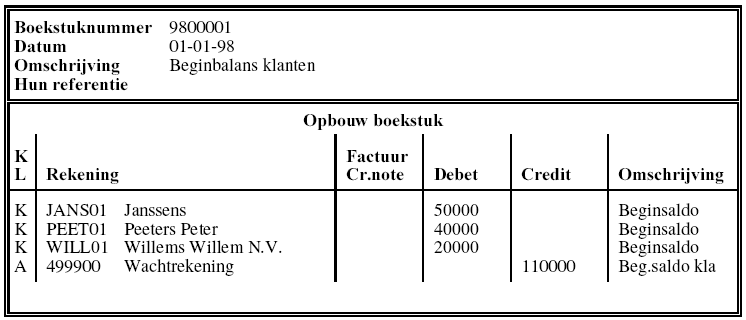 Boekstuknummer 9800001
Datum 01-01-98
Omschrijving Beginbalans klanten
Hun referentie
Opbouw boekstuk
K Factuur
L Rekening Cr.note Debet Credit Omschrijving
K JANS01 Janssens 50000 Beginsaldo
K PEET01 Peeters Peter 40000 Beginsaldo
K WILL01 Willems Willem N.V. 20000 Beginsaldo
A 499900 Wachtrekening 110000 Beg.saldo kla